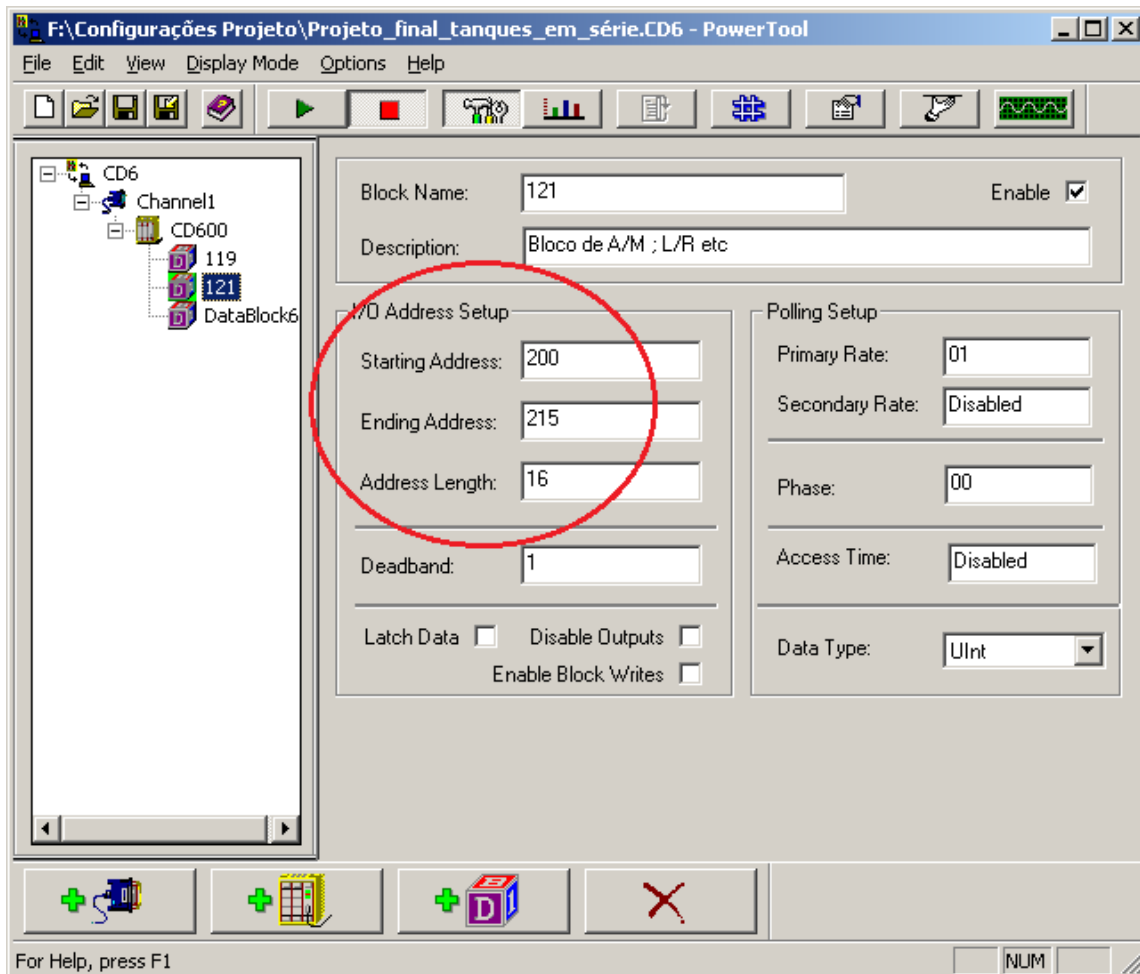 F:\Configurações Projeto\Projeto_final_tanques_em_série.CD6 - PowerTool
File Edit View Display Mode Options Help
CD6
Channel1
CD600
119
121
DataBlock6
Block Name: 121 Enable
Description: Bloco de A/M ; L/R etc
I/O Address Setup
Starting Address: 200
Ending Address: 215
Address Length: 16
Deadband: 1
Latch Data Disable Outputs
Enable Block Writes
Polling Setup
Primary Rate: 01
Secondary Rate: Disabled
Phase: 00
Access Time: Disabled
Data Type: UInt
For Help, press F1 NUM